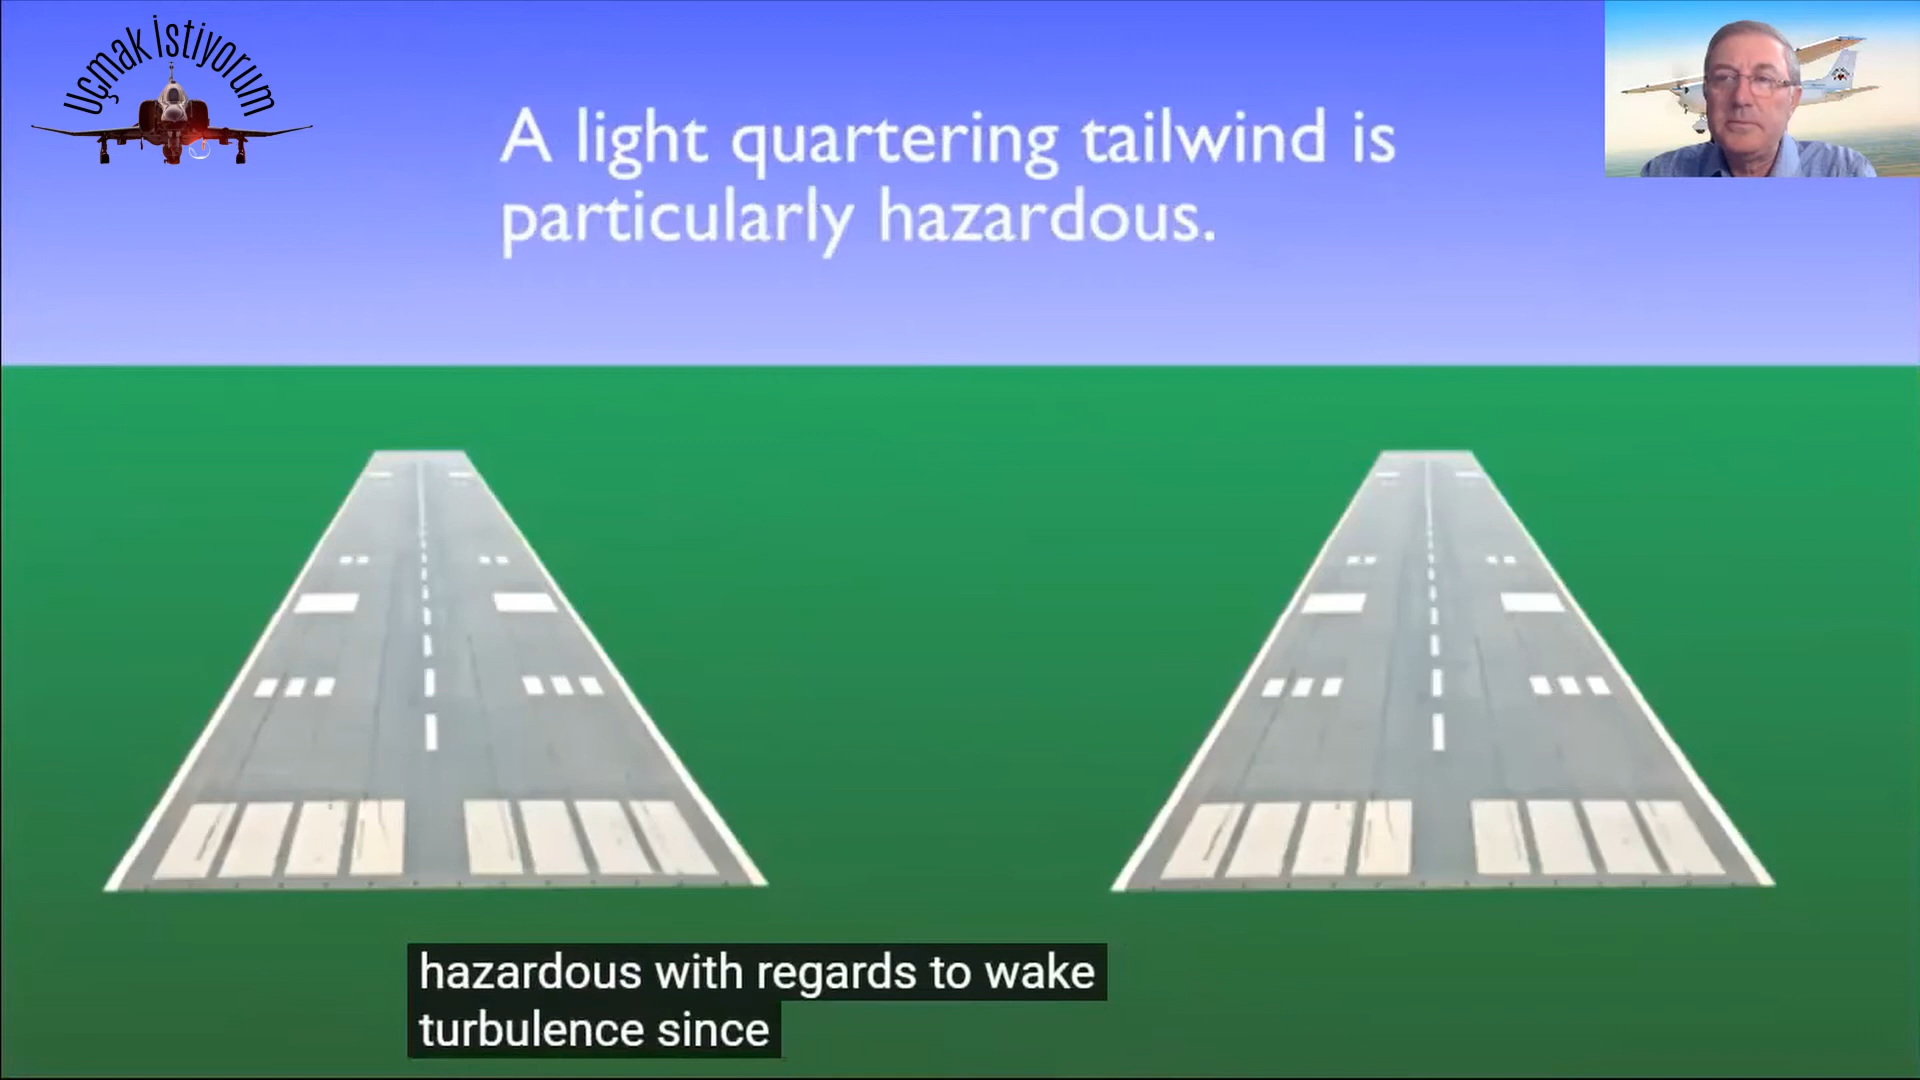 Uçmak İstiyorum
A light quartering tailwind is
particularly hazardous.
hazardous with regards to wake
turbulence since